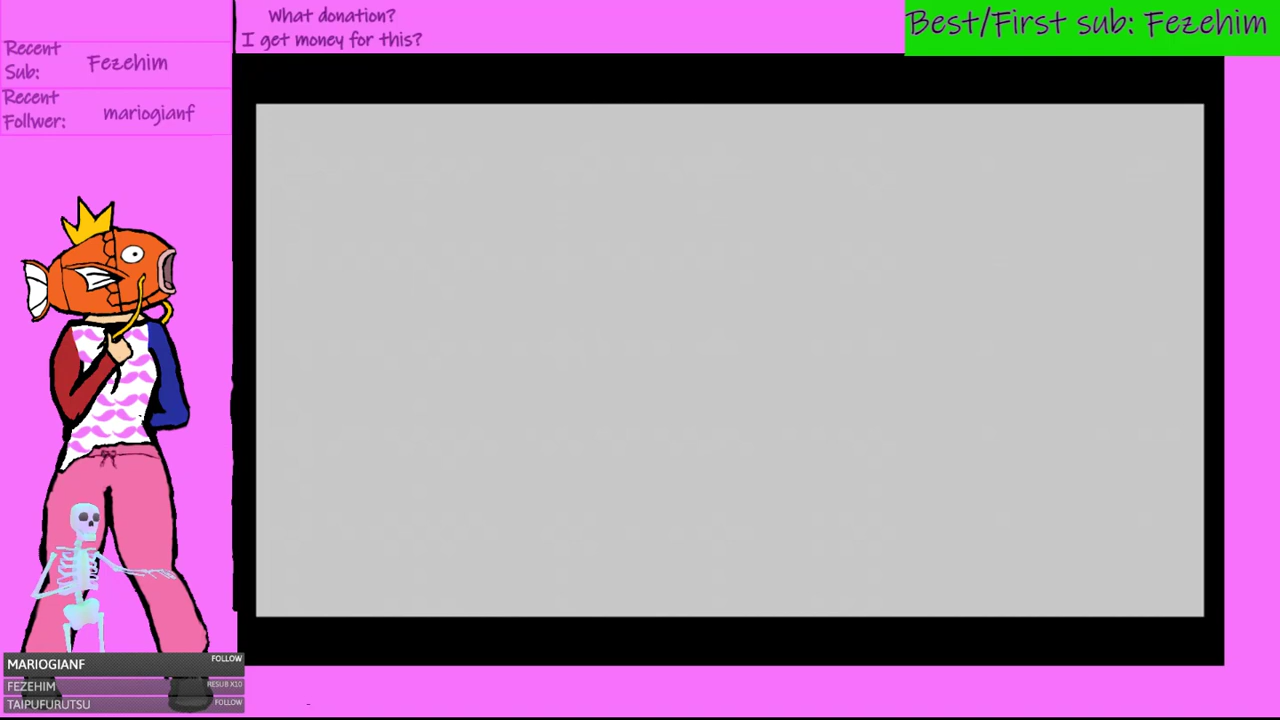 What donation?
I get money for this?
Best/First sub: Fezehim
Recent
Sub:
Fezehim
Recent
Follwer:
mariogianf
MARIOGIANF
FOLLOW
FEZEHIM
RESUB X10
TAIPUFURUTSU
FOLLOW